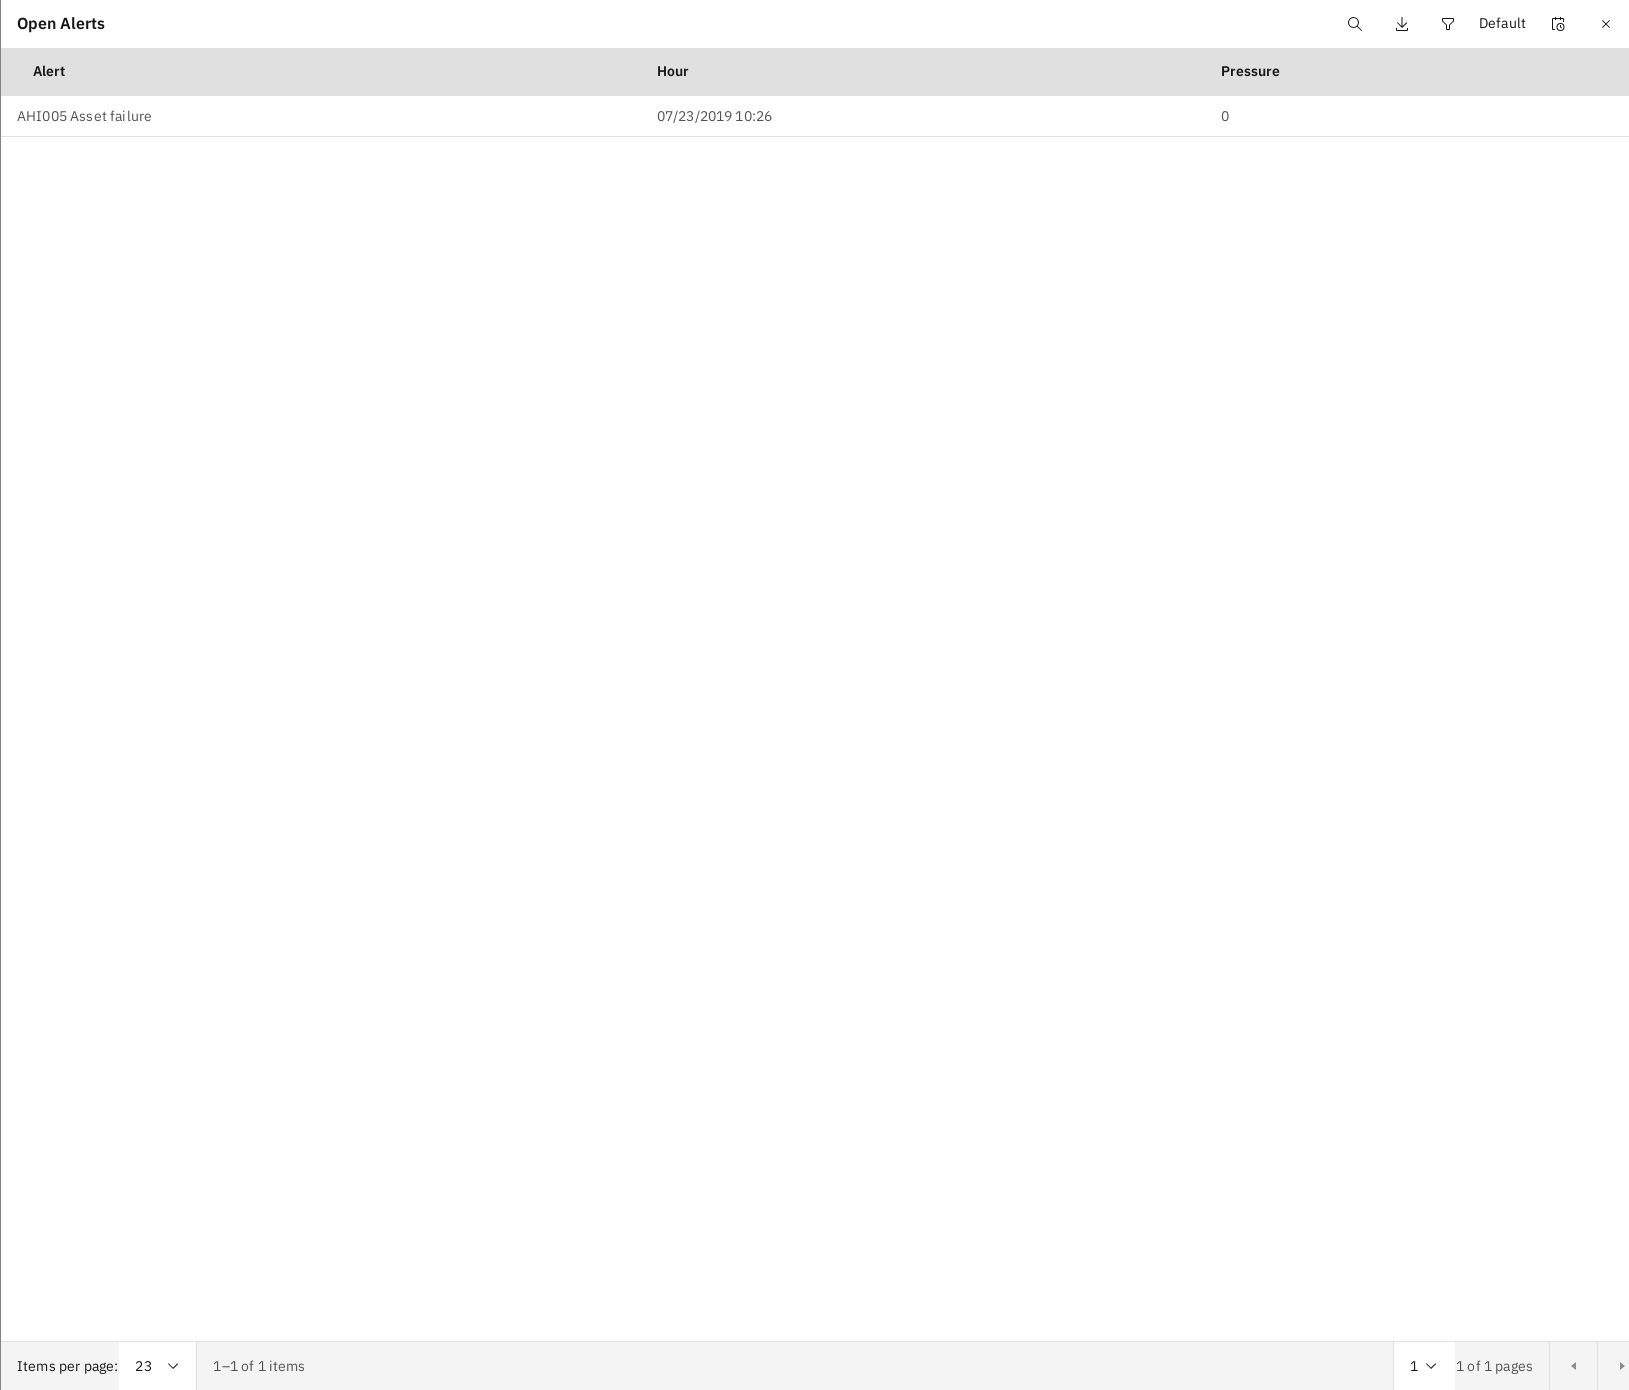 Open Alerts Default
Alert Hour Pressure
AHI005 Asset failure 07/23/2019 10:26 0
Items per page: 23 1–1 of 1 items 1 1 of 1 pages